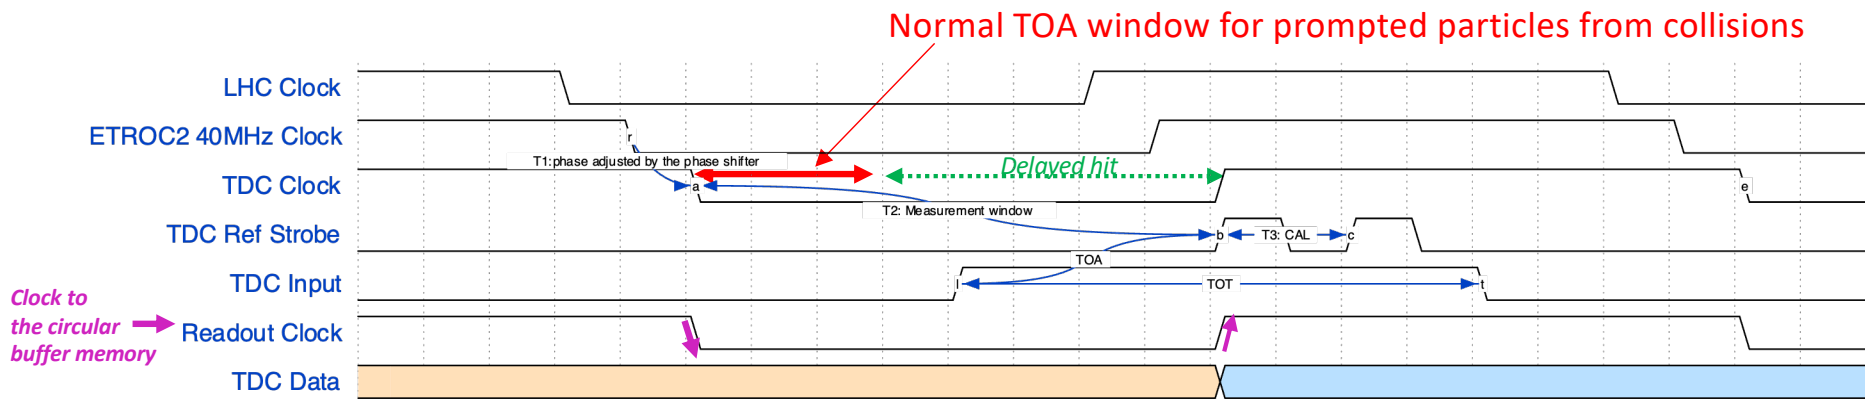 Normal TOA window for prompted particles from collisions
LHC Clock
ETROC2 40MHz Clock
r
T1:phase adjusted by the phase shifter
Delayed hit
TDC Clock
a
e
T2: Measurement window
TDC Ref Strobe
b
T3: CAL
c
TOA
TDC Input
l
TOT
t
Clock to
the circular
buffer memory
Readout Clock
TDC Data